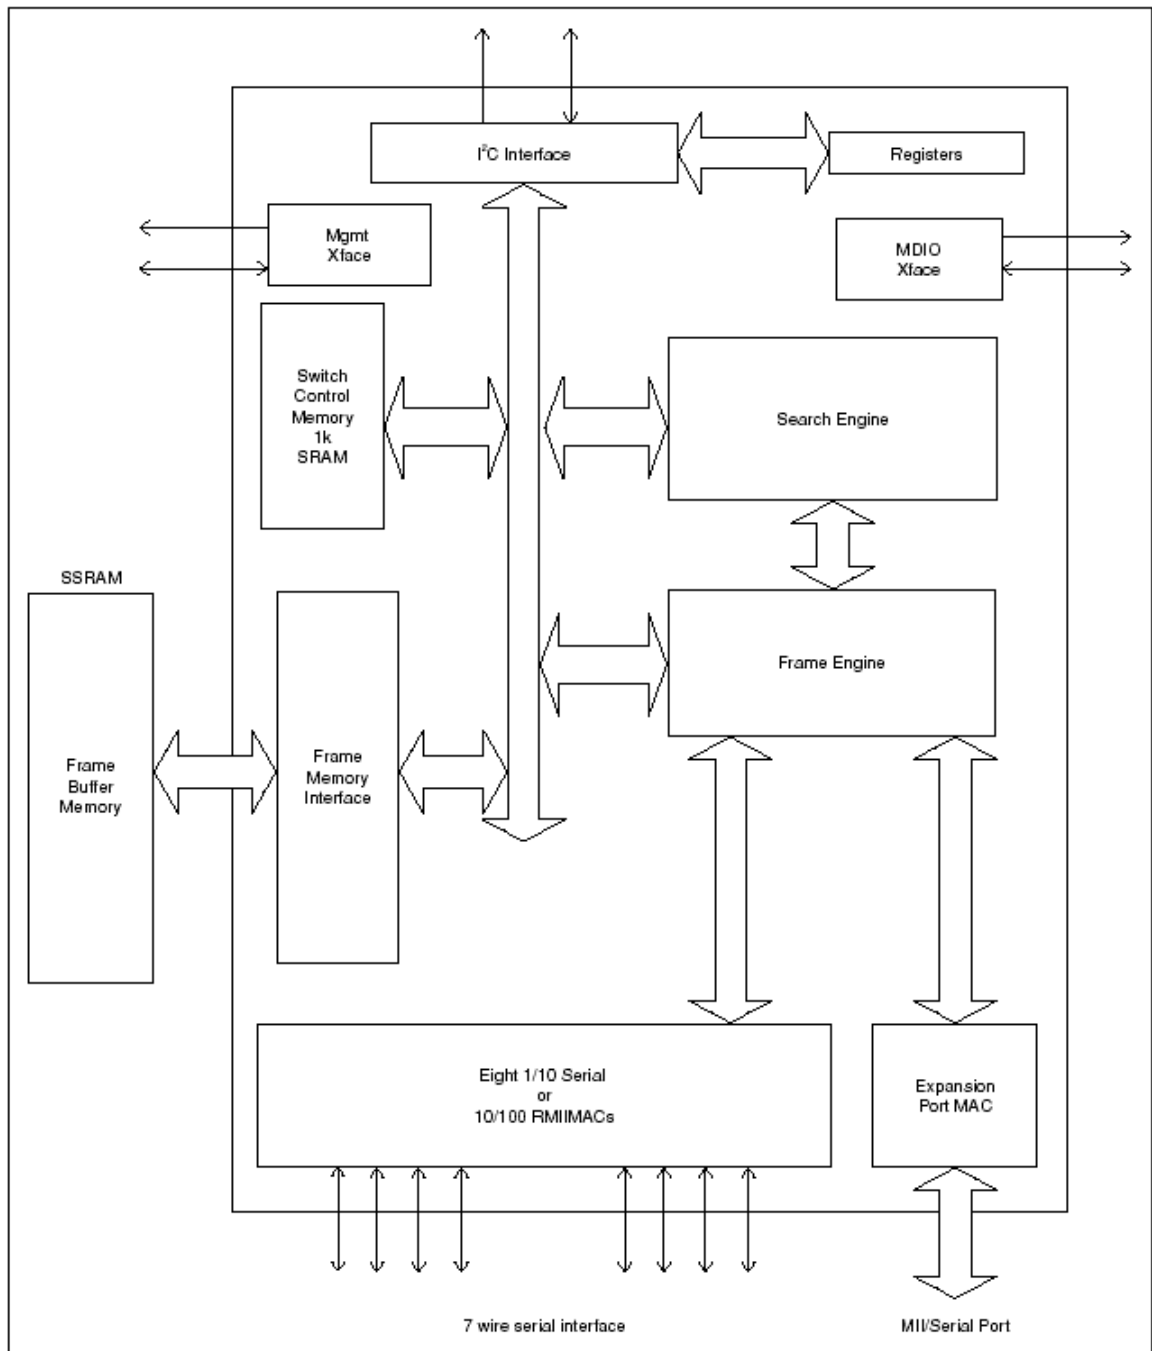 I²C Interface
Registers
Mgmt
Xface
MDIO
Xface
Switch
Control
Memory
1k
SRAM
Search Engine
SSRAM
Frame
Buffer
Memory
Frame
Memory
Interface
Frame Engine
Eight 1/10 Serial
or
10/100 RMIIMACs
Expansion
Port MAC
7 wire serial interface
MII/Serial Port